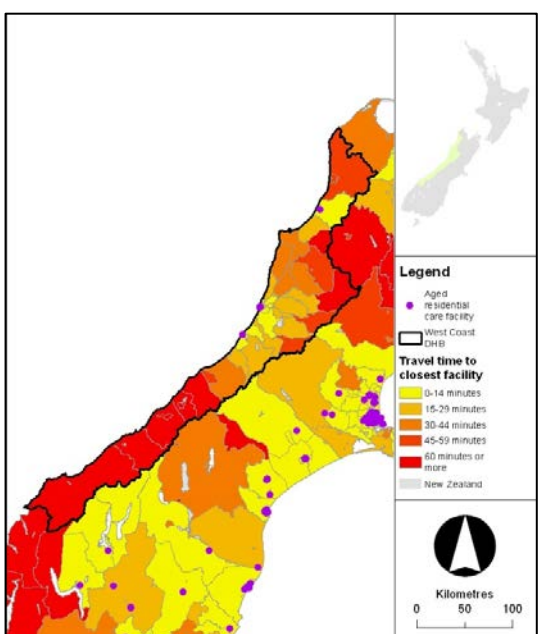 Legend
Aged
residential
care facility
West Coast
DHB
Travel time to
closest facility
0-14 minutes
15-29 minutes
30-44 minutes
45-59 minutes
60 minutes or
more
New Zealand
Kilometres
0 50 100